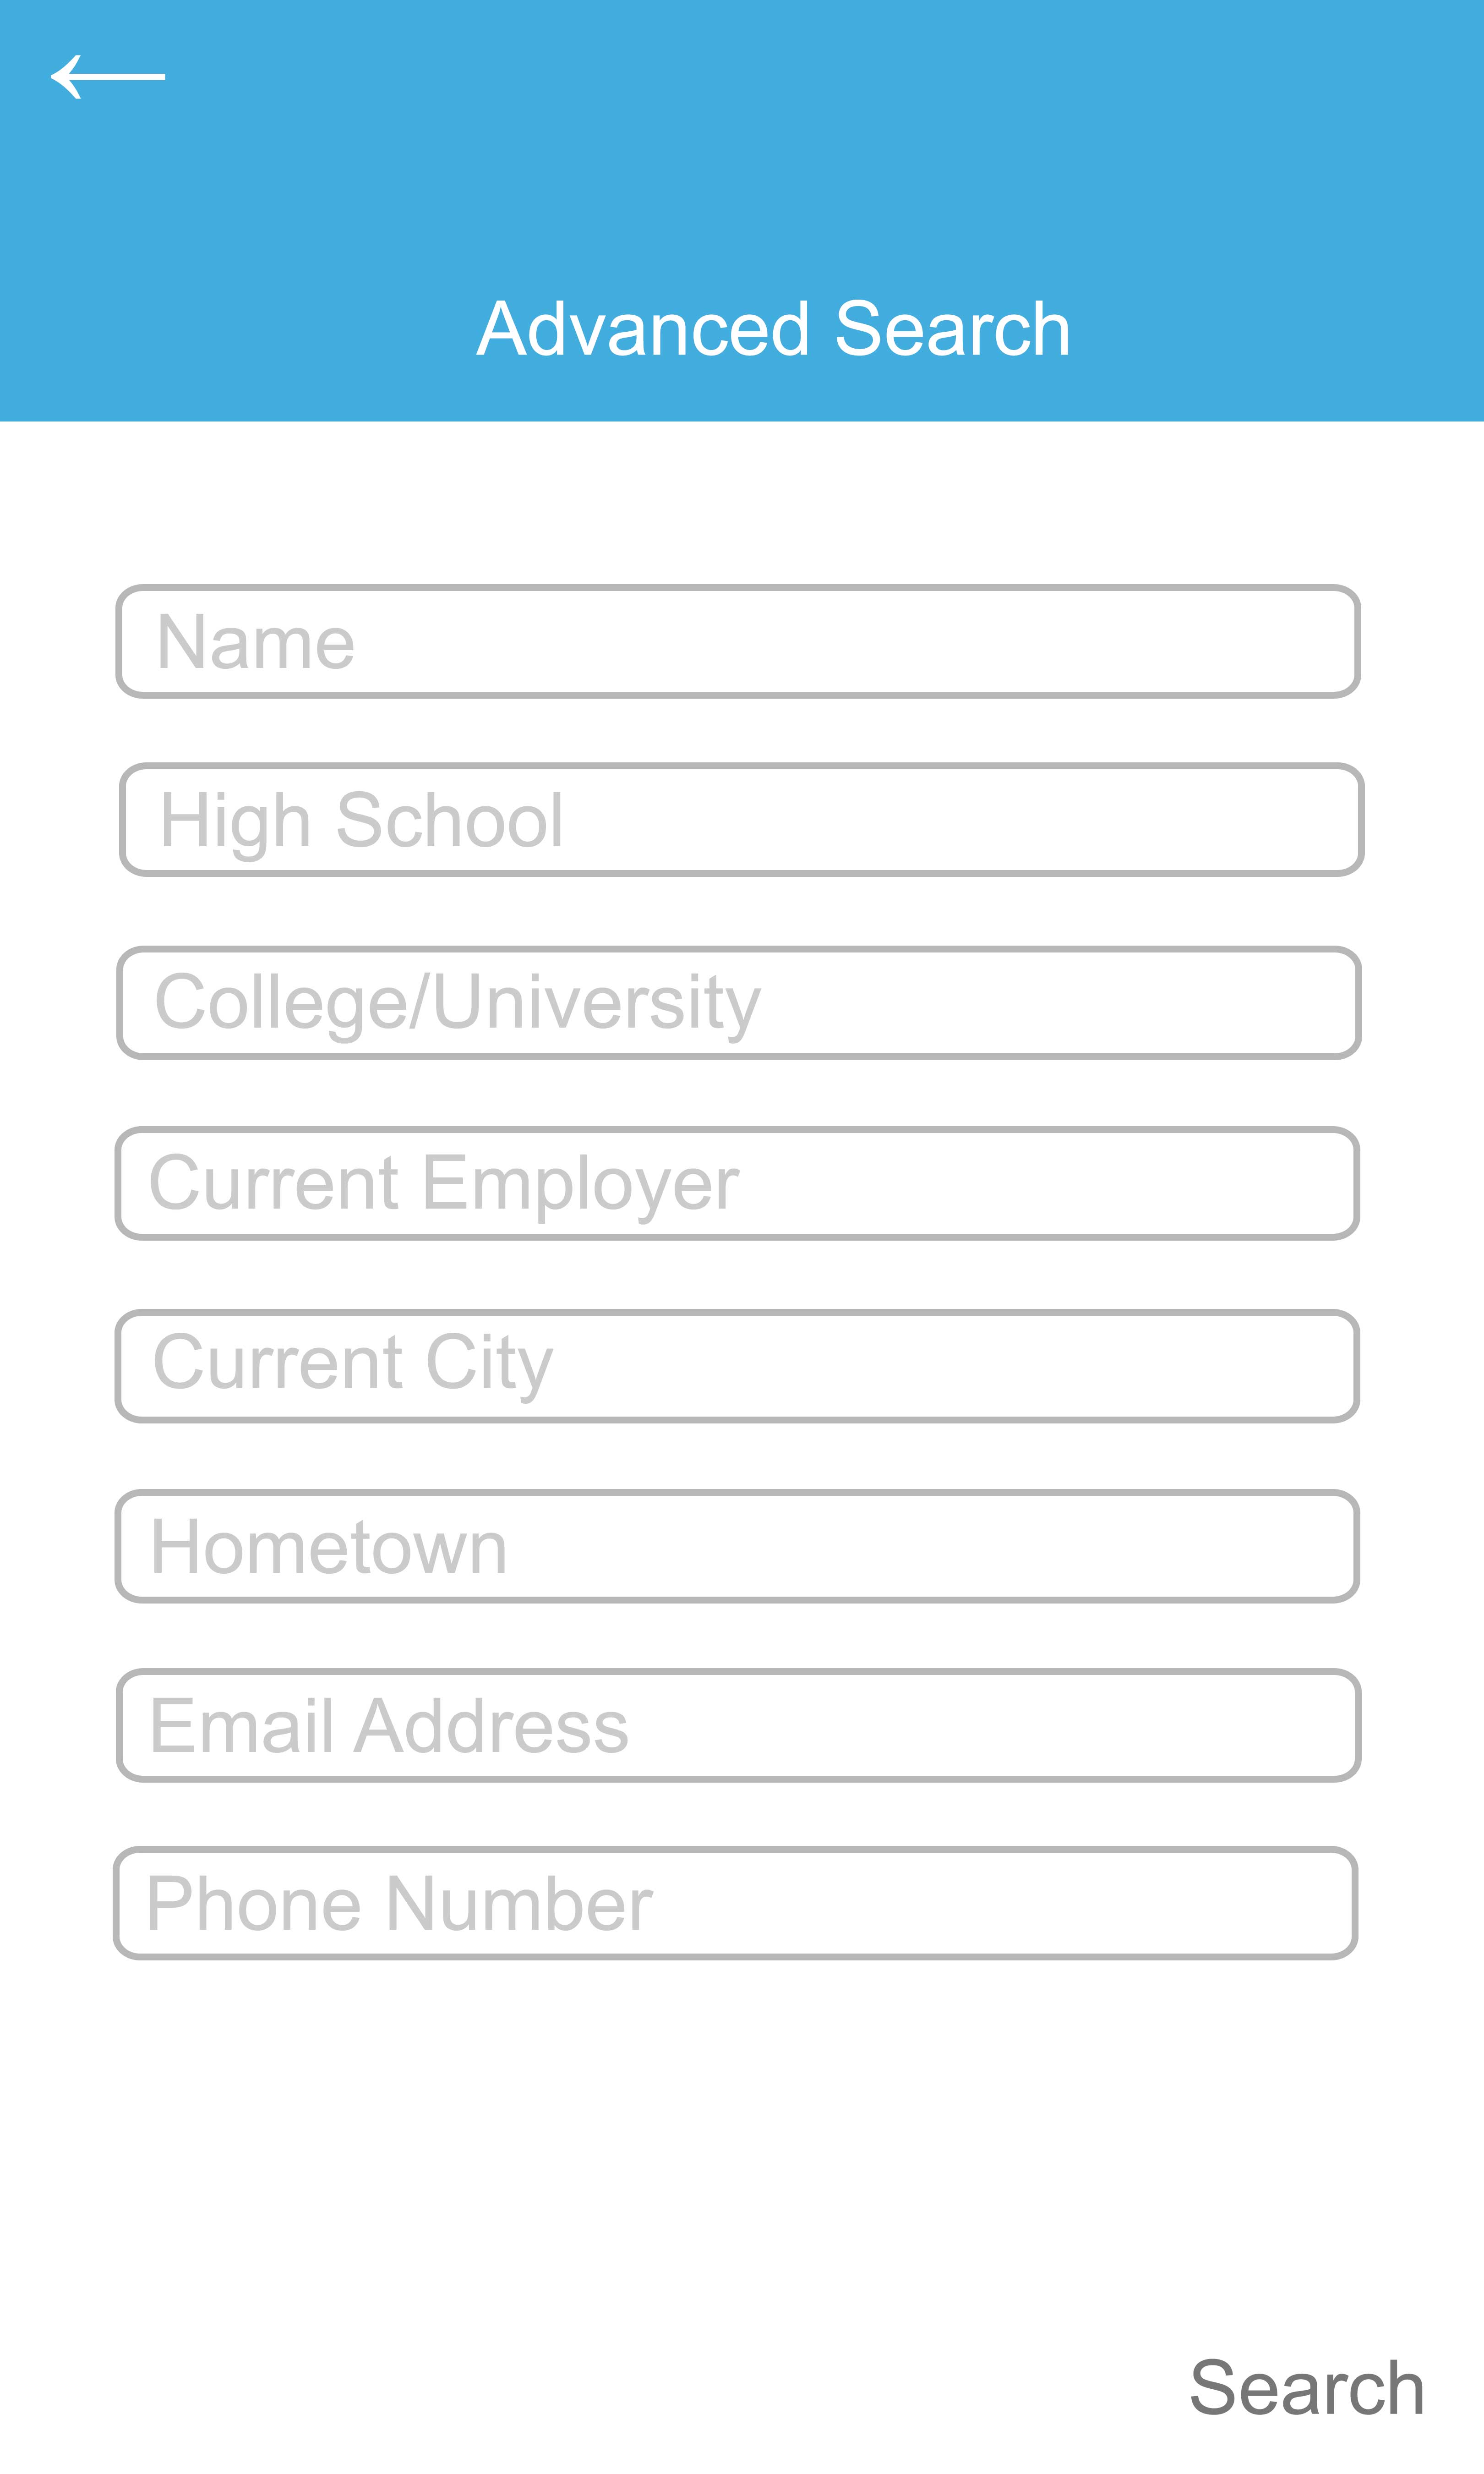 Advanced Search
Name
High School
College/University
Current Employer
Current City
Hometown
Email Address
Phone Number
Search